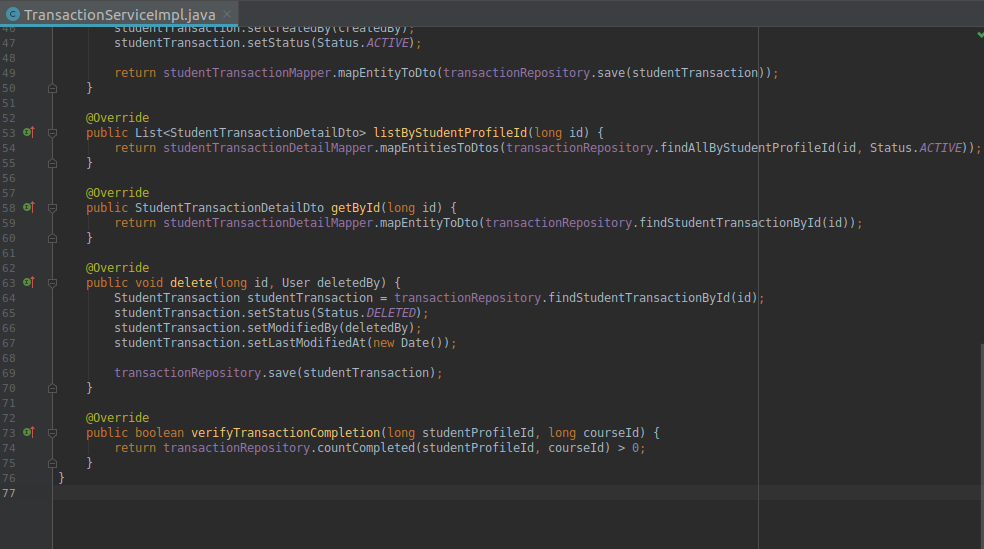 TransactionServiceImpl.java
46 studentTransaction.setCreatedBy(createdBy);
47 studentTransaction.setStatus(Status.ACTIVE);
48
49 return studentTransactionMapper.mapEntityToDto(transactionRepository.save(studentTransaction));
50 }
51
52 @Override
53 public List<StudentTransactionDetailDto> listByStudentProfileId(long id) {
54 return studentTransactionDetailMapper.mapEntitiesToDtos(transactionRepository.findAllByStudentProfileId(id, Status.ACTIVE));
55 }
56
57 @Override
58 public StudentTransactionDetailDto getById(long id) {
59 return studentTransactionDetailMapper.mapEntityToDto(transactionRepository.findStudentTransactionById(id));
60 }
61
62 @Override
63 public void delete(long id, User deletedBy) {
64 StudentTransaction studentTransaction = transactionRepository.findStudentTransactionById(id);
65 studentTransaction.setStatus(Status.DELETED);
66 studentTransaction.setModifiedBy(deletedBy);
67 studentTransaction.setLastModifiedAt(new Date());
68
69 transactionRepository.save(studentTransaction);
70 }
71
72 @Override
73 public boolean verifyTransactionCompletion(long studentProfileId, long courseId) {
74 return transactionRepository.countCompleted(studentProfileId, courseId) > 0;
75 }
76 }
77